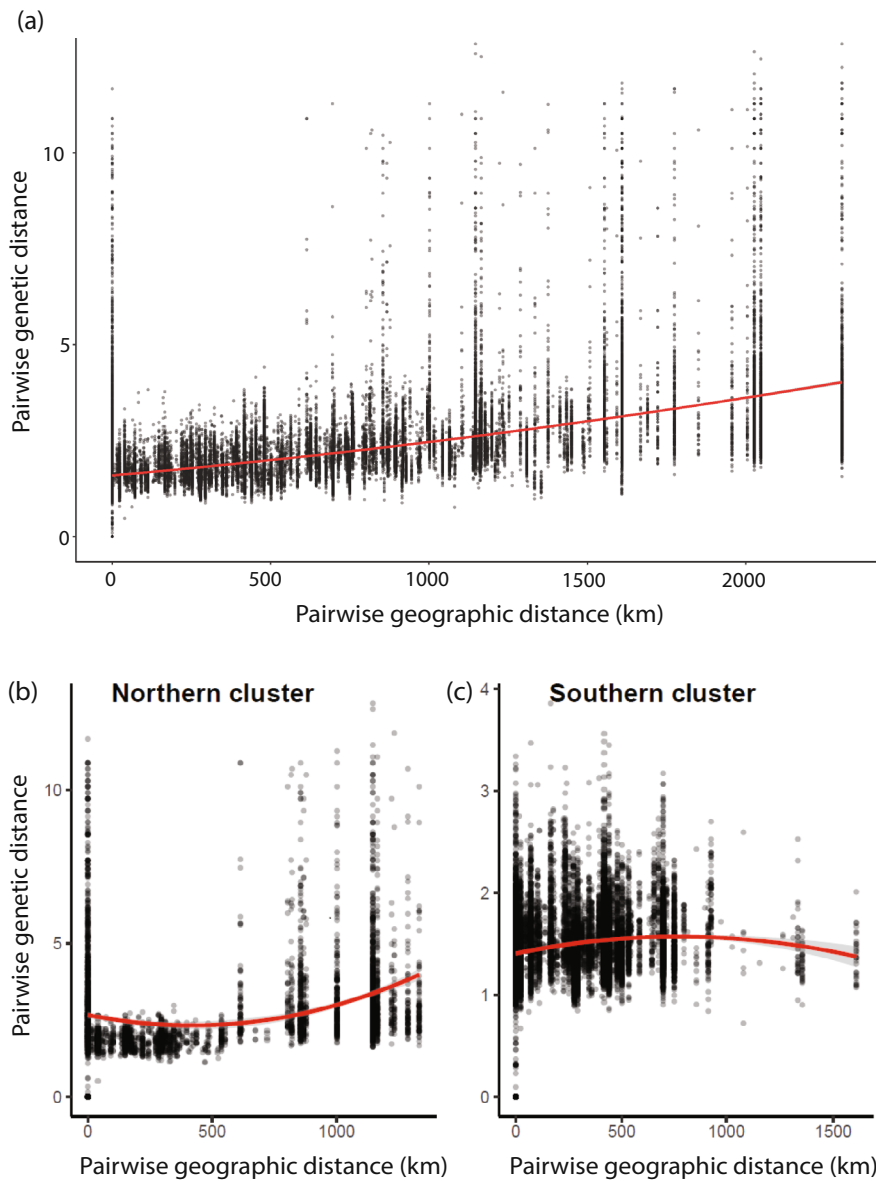 (a)
10
5
0
Pairwise genetic distance
0 500 1000 1500 2000
Pairwise geographic distance (km)
(b)
Northern cluster
10
5
0
Pairwise genetic distance
0 500 1000
Pairwise geographic distance (km)
(c)
Southern cluster
4
3
2
1
0
0 500 1000 1500
Pairwise geographic distance (km)